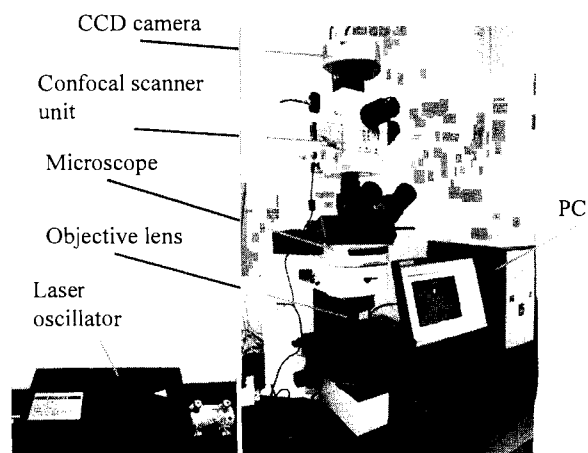 CCD camera
Confocal scanner
unit
Microscope
Objective lens
Laser
oscillator
PC